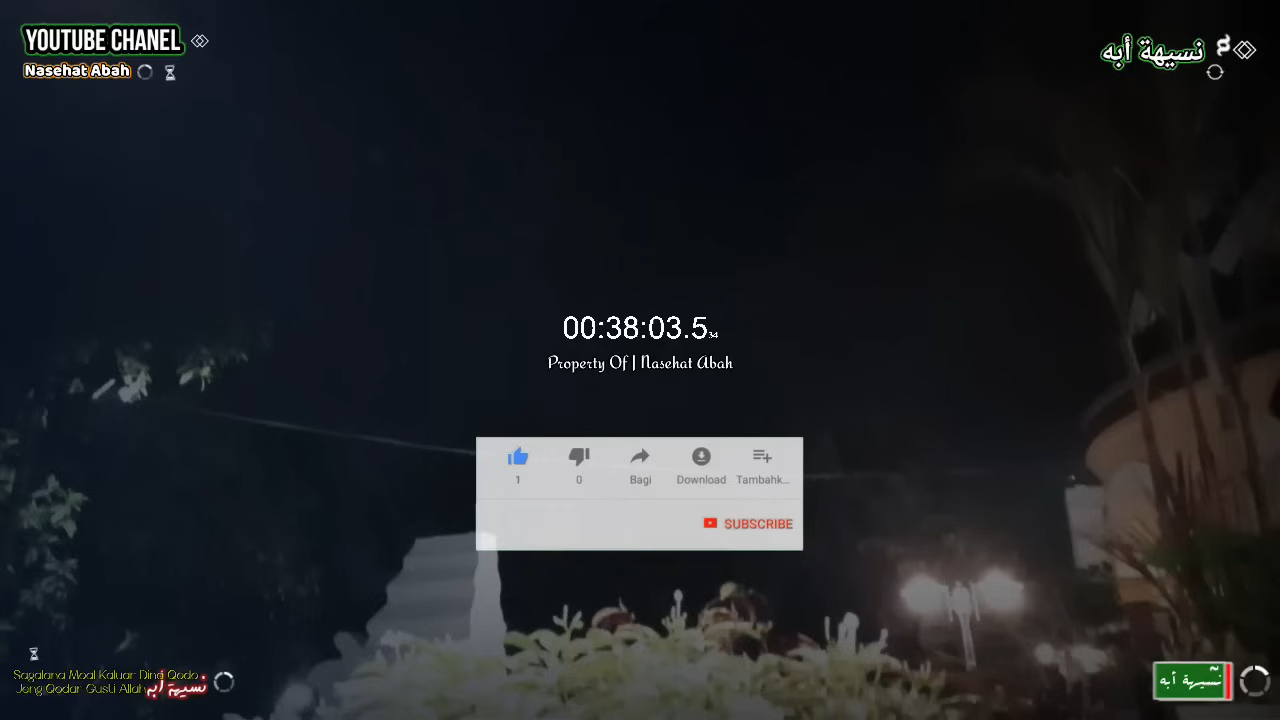 YOUTUBE CHANEL
Nasehat Abah
نسيهة أبه
00:38:03.534
Property Of | Nasehat Abah
1
0
Bagi
Download
Tambahk...
SUBSCRIBE
Sagalana Moal Kaluar Dina Qodo
Jeng Qodar Gusti Allah
نسيهة أبه
نسيهة أبه